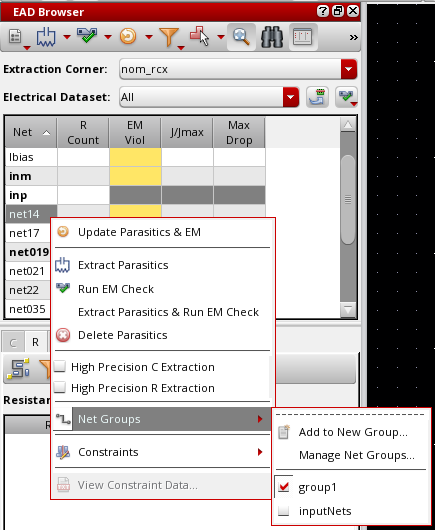 EAD Browser
»
Extraction Corner: nom_rcx
Electrical Dataset: All
Net R Count EM Viol J/Jmax Max Drop
Ibias
inm
inp
net14
net17
net019
net021
net22
net035
Update Parasitics & EM
Extract Parasitics
Run EM Check
Extract Parasitics & Run EM Check
Delete Parasitics
High Precision C Extraction
High Precision R Extraction
Net Groups
Constraints
View Constraint Data...
Add to New Group...
Manage Net Groups...
group1
inputNets
C R
Resista
R